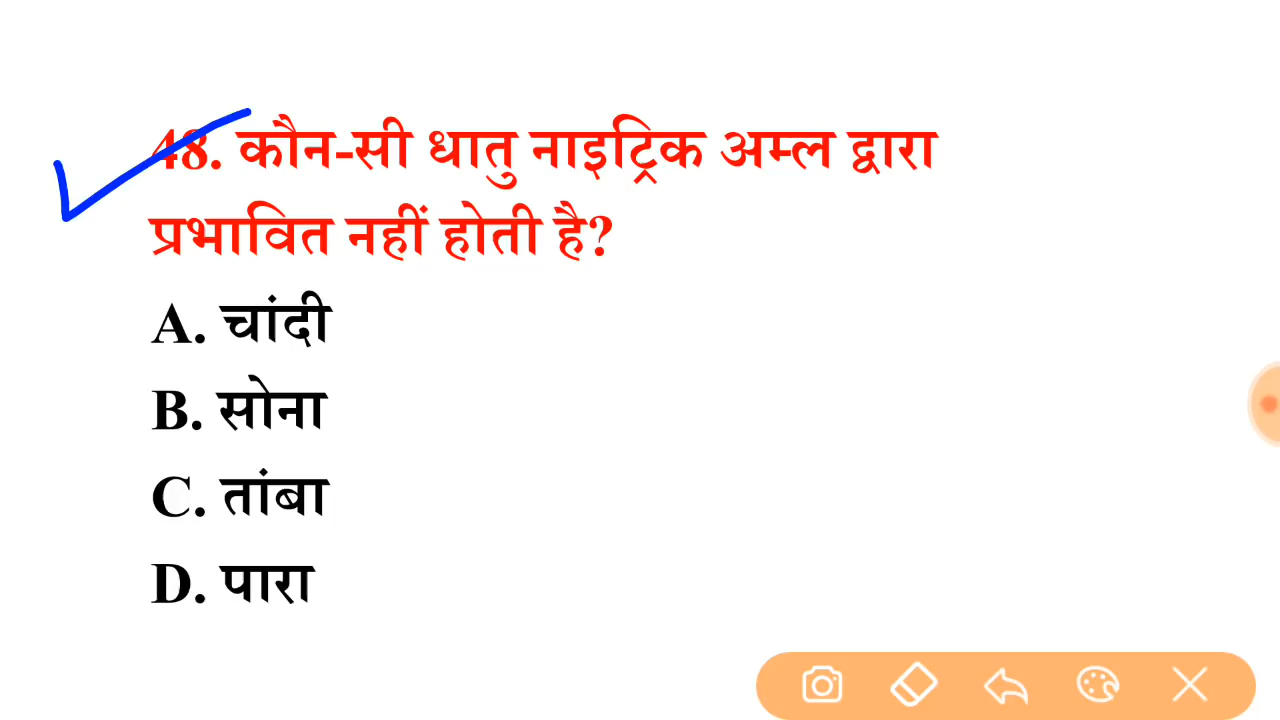 48. कौन-सी धातु नाइट्रिक अम्ल द्वारा
प्रभावित नहीं होती है?
A. चांदी
B. सोना
C. तांबा
D. पारा